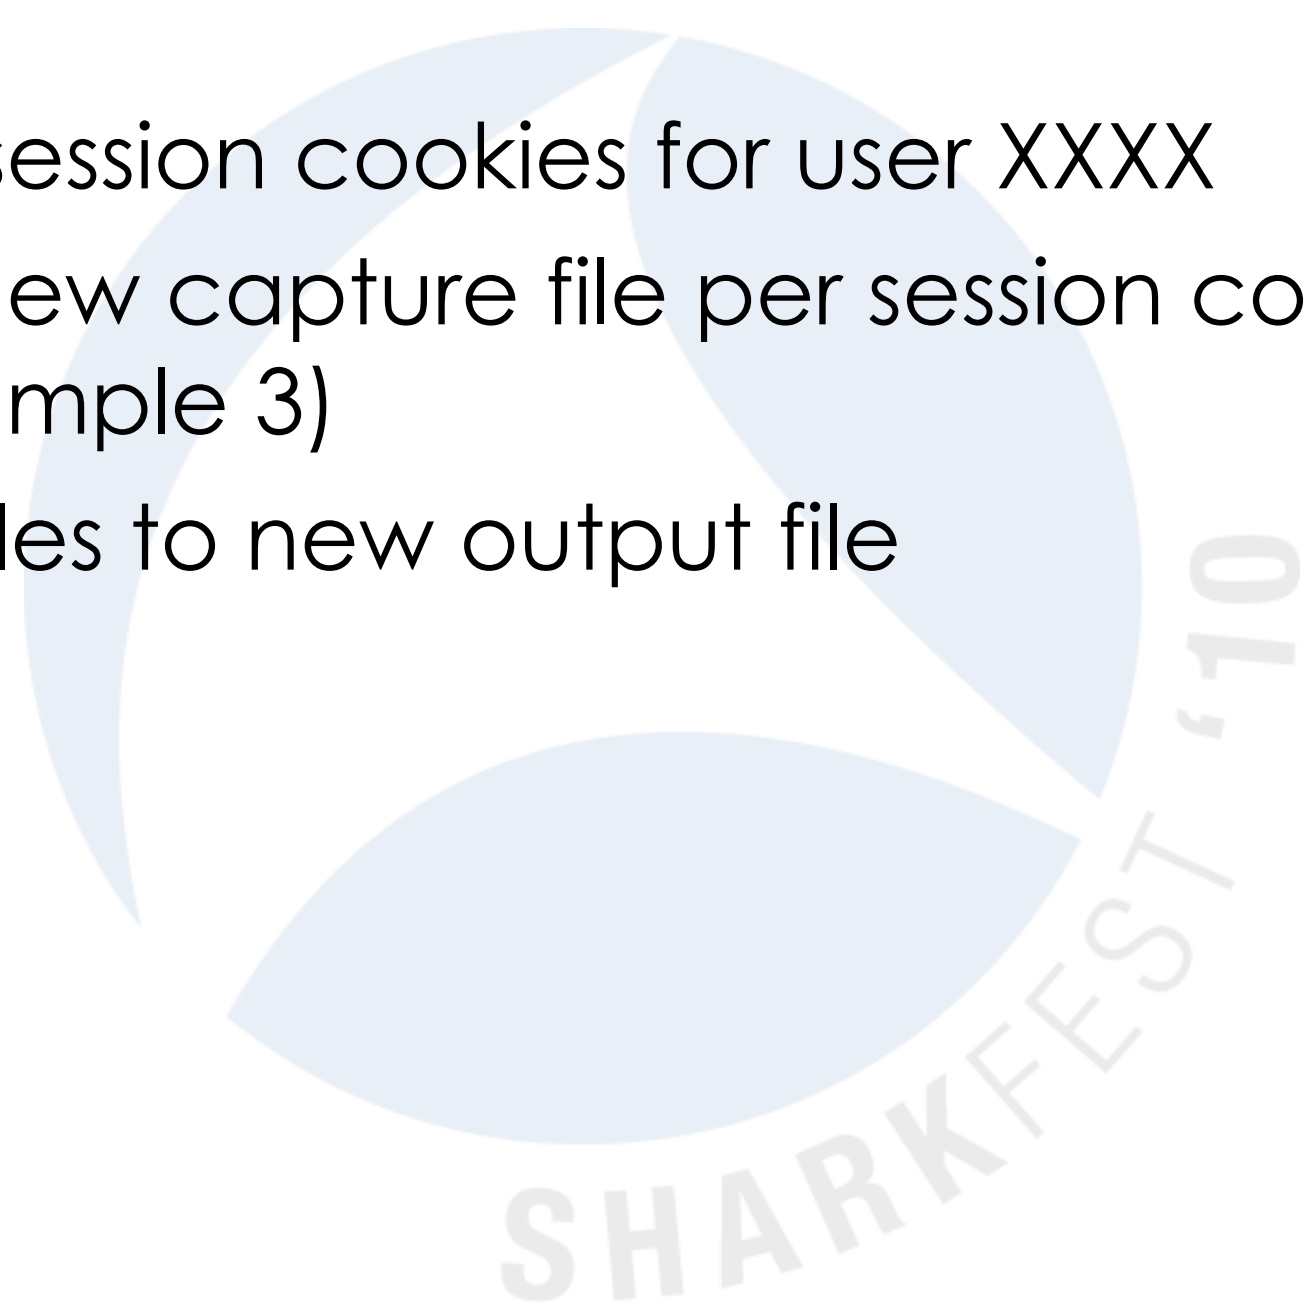 session cookies for user XXXX
ew capture file per session co
mple 3)
les to new output file
SHARKFEST ‘10